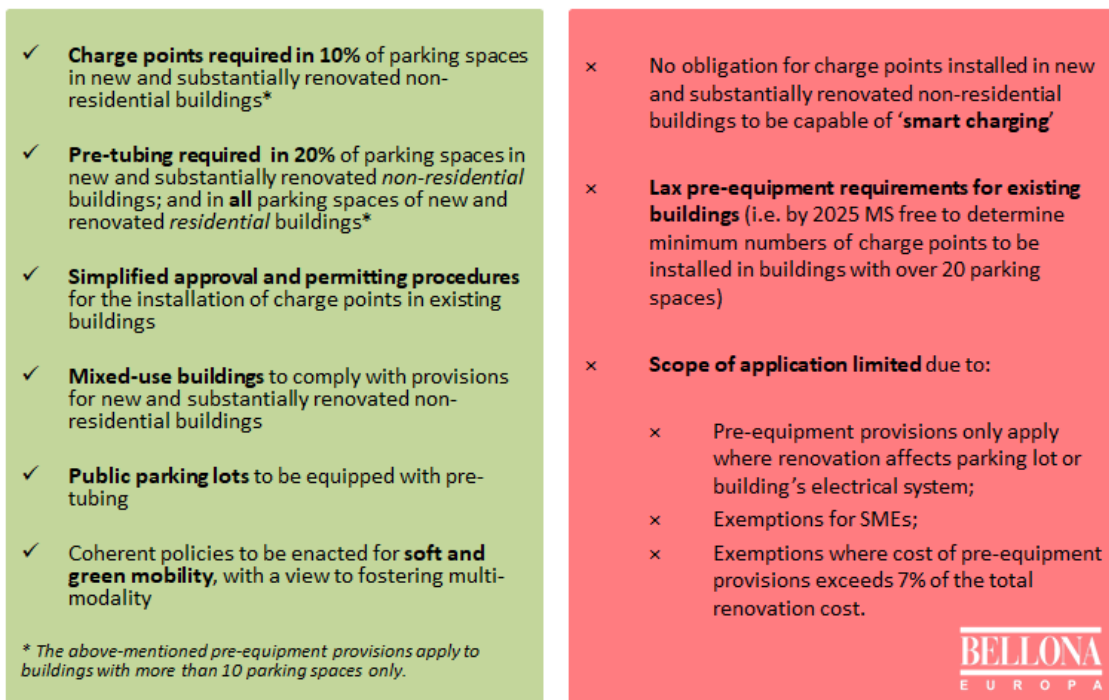 ✓ Charge points required in 10% of parking spaces
in new and substantially renovated non-
residential buildings*
✓ Pre-tubing required in 20% of parking spaces in
new and substantially renovated non-residential
buildings; and in all parking spaces of new and
renovated residential buildings*
✓ Simplified approval and permitting procedures
for the installation of charge points in existing
buildings
✓ Mixed-use buildings to comply with provisions
for new and substantially renovated non-
residential buildings
✓ Public parking lots to be equipped with pre-
tubing
✓ Coherent policies to be enacted for soft and
green mobility, with a view to fostering multi-
modality
* The above-mentioned pre-equipment provisions apply to
buildings with more than 10 parking spaces only.
× No obligation for charge points installed in new
and substantially renovated non-residential
buildings to be capable of ‘smart charging’
× Lax pre-equipment requirements for existing
buildings (i.e. by 2025 MS free to determine
minimum numbers of charge points to be
installed in buildings with over 20 parking
spaces)
× Scope of application limited due to:
× Pre-equipment provisions only apply
where renovation affects parking lot or
building’s electrical system;
× Exemptions for SMEs;
× Exemptions where cost of pre-equipment
provisions exceeds 7% of the total
renovation cost.
BELLONA
EUROPA